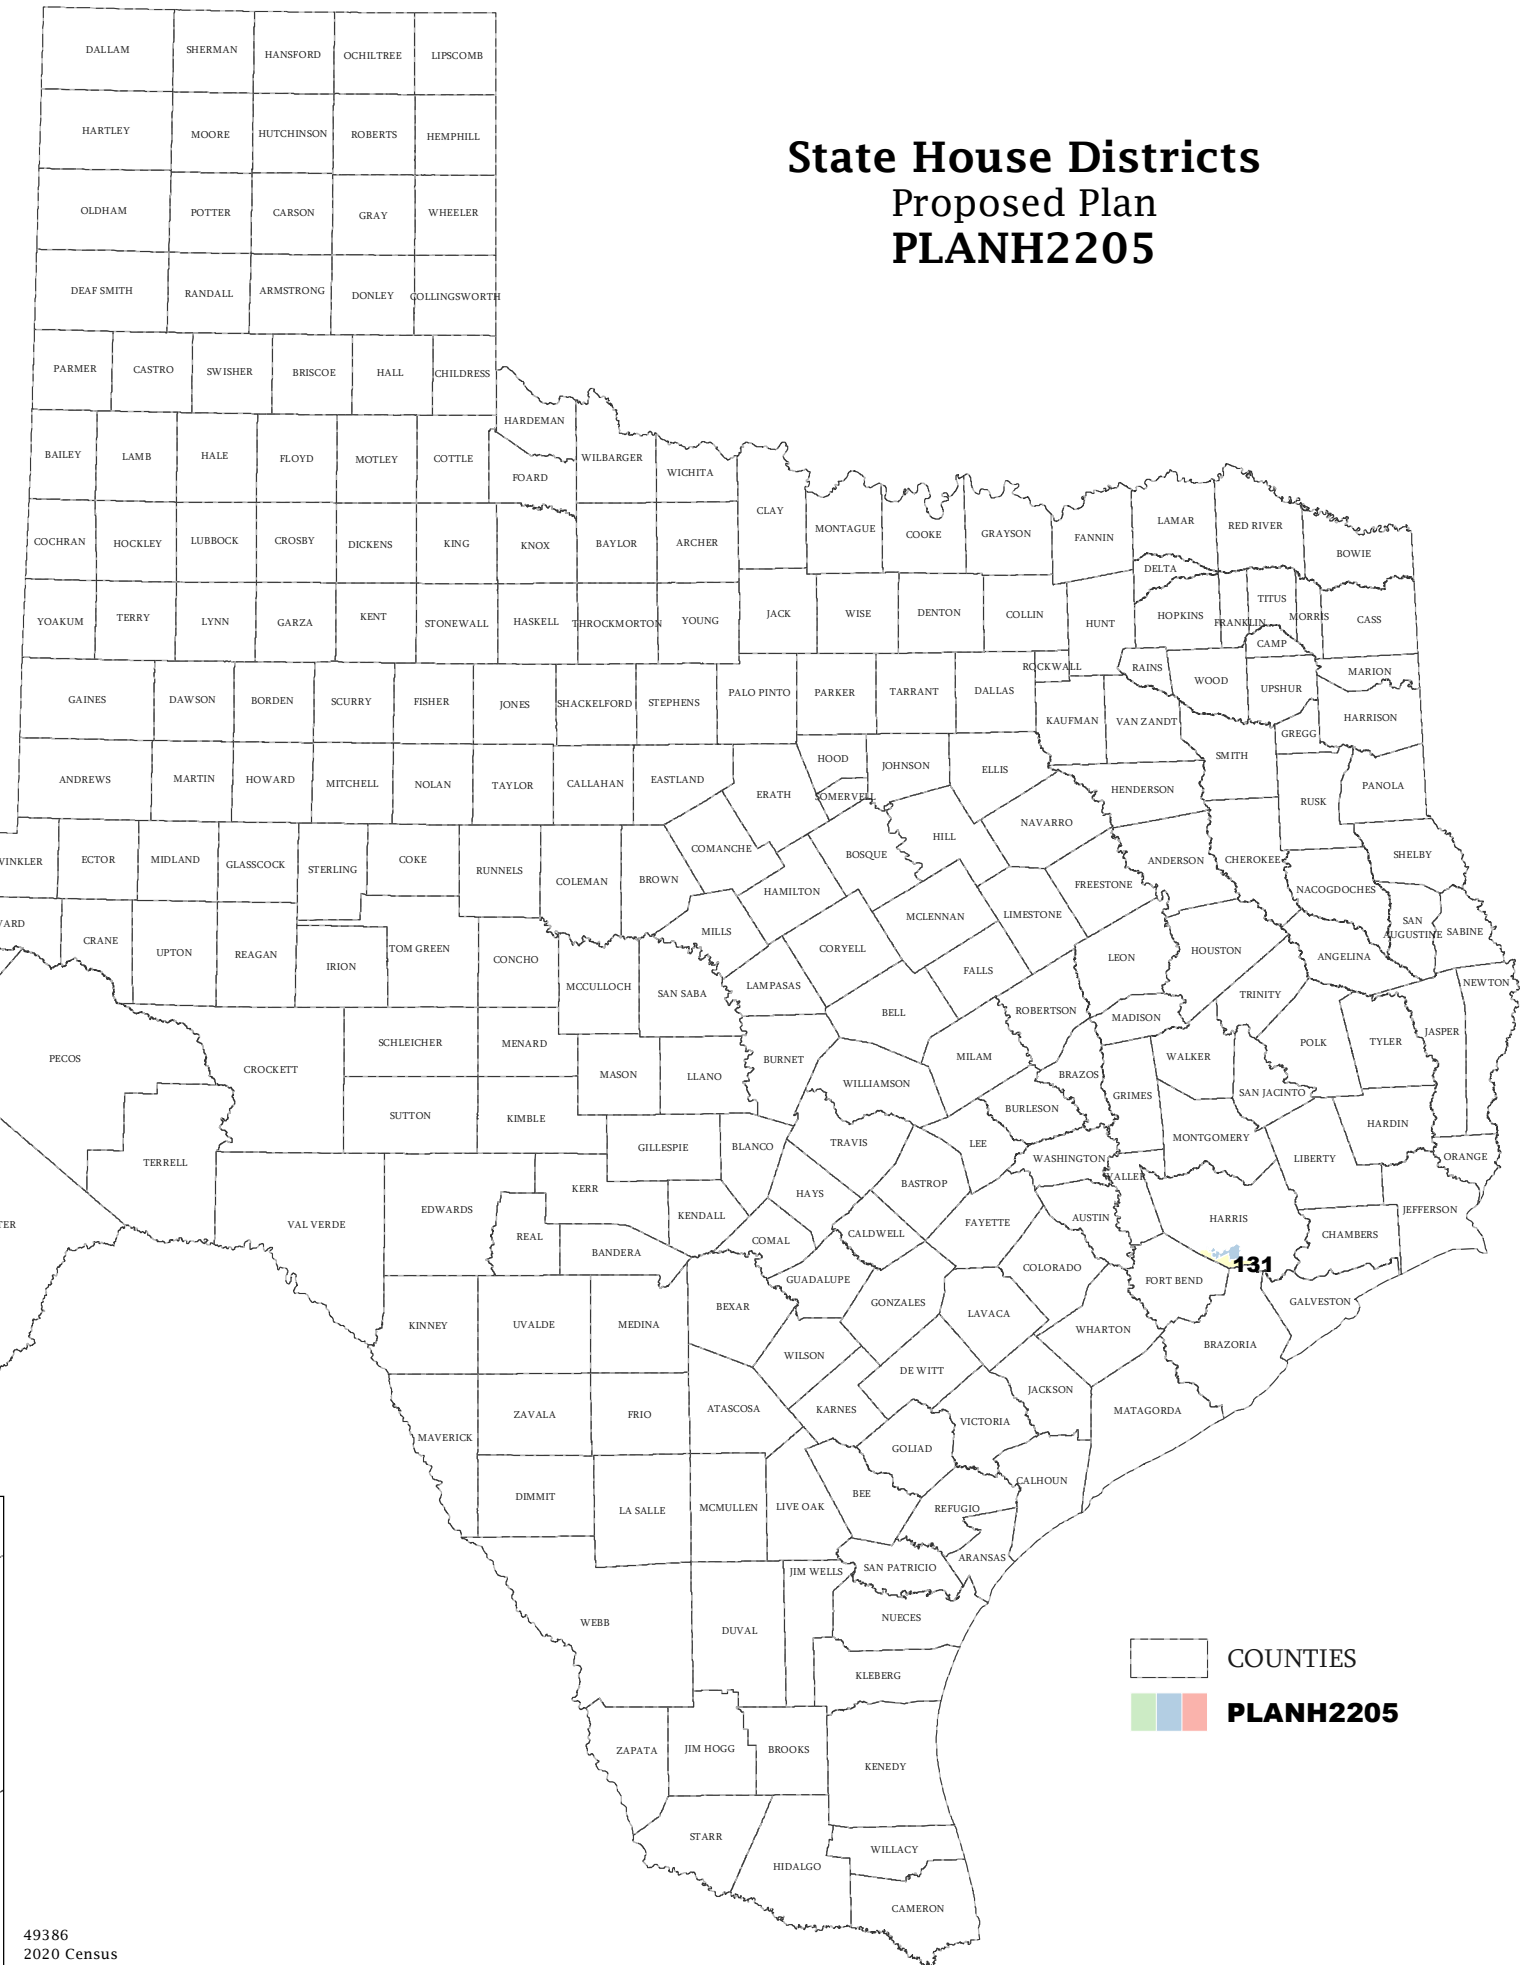 State House Districts
Proposed Plan
PLANH2205
DALLAM
SHERMAN
HANSFORD
OCHILTREE
LIPSCOMB
HARTLEY
MOORE
HUTCHINSON
ROBERTS
HEMPHILL
OLDHAM
POTTER
CARSON
GRAY
WHEELER
DEAF SMITH
RANDALL
ARMSTRONG
DONLEY
COLLINGSWORTH
PARMER
CASTRO
SWISHER
BRISCOE
HALL
CHILDRESS
HARDEMAN
BAILEY
LAMB
HALE
FLOYD
MOTLEY
COTTLE
FOARD
WILBARGER
WICHITA
CLAY
MONTAGUE
COOKE
GRAYSON
FANNIN
LAMAR
RED RIVER
BOWIE
COCHRAN
HOCKLEY
LUBBOCK
CROSBY
DICKENS
KING
KNOX
BAYLOR
ARCHER
DELTA
YOAKUM
TERRY
LYNN
GARZA
KENT
STONEWALL
HASKELL
THROCKMORTON
YOUNG
JACK
WISE
DENTON
COLLIN
HUNT
HOPKINS
FRANKLIN
TITUS
MORRIS
CASS
CAMP
ROCKWALL
RAINS
WOOD
UPSHUR
MARION
GAINES
DAWSON
BORDEN
SCURRY
FISHER
JONES
SHACKELFORD
STEPHENS
PALO PINTO
PARKER
TARRANT
DALLAS
KAUFMAN
VAN ZANDT
HARRISON
GREGG
SMITH
ANDREWS
MARTIN
HOWARD
MITCHELL
NOLAN
TAYLOR
CALLAHAN
EASTLAND
ERATH
HOOD
SOMERVELL
JOHNSON
ELLIS
HENDERSON
RUSK
PANOLA
NAVARRO
HILL
BOSQUE
COMANCHE
WINKLER
ECTOR
MIDLAND
GLASSCOCK
STERLING
COKE
RUNNELS
COLEMAN
BROWN
HAMILTON
MCLENNAN
LIMESTONE
FREESTONE
ANDERSON
CHEROKEE
NACOGDOCHES
SHELBY
SAN
AUGUSTINE
SABINE
WARD
CRANE
UPTON
REAGAN
IRION
TOM GREEN
CONCHO
MCCULLOCH
SAN SABA
MILLS
LAMPASAS
CORYELL
BELL
FALLS
LEON
HOUSTON
ANGELINA
NEWTON
TRINITY
ROBERTSON
MADISON
PECOS
CROCKETT
SCHLEICHER
MENARD
MASON
LLANO
BURNET
WILLIAMSON
MILAM
BRAZOS
WALKER
POLK
TYLER
JASPER
SUTTON
KIMBLE
BURLESON
GRIMES
SAN JACINTO
HARDIN
TERRELL
GILLESPIE
BLANCO
TRAVIS
LEE
WASHINGTON
MONTGOMERY
LIBERTY
ORANGE
WALLER
BASTROP
KERR
HAYS
KENDALL
EDWARDS
REAL
VAL VERDE
TER
BANDERA
COMAL
CALDWELL
FAYETTE
AUSTIN
HARRIS
JEFFERSON
CHAMBERS
COLORADO
FORT BEND
131
GALVESTON
GUADALUPE
GONZALES
LAVACA
BEXAR
KINNEY
UVALDE
MEDINA
WILSON
WHARTON
BRAZORIA
DE WITT
JACKSON
MATAGORDA
MAVERICK
ZAVALA
FRIO
ATASCOSA
KARNES
VICTORIA
GOLIAD
CALHOUN
DIMMIT
LA SALLE
MCMULLEN
LIVE OAK
BEE
REFUGIO
ARANSAS
SAN PATRICIO
JIM WELLS
WEBB
DUVAL
NUECES
KLEBERG
ZAPATA
JIM HOGG
BROOKS
KENEDY
STARR
HIDALGO
WILLACY
CAMERON
COUNTIES
PLANH2205
49386
2020 Census